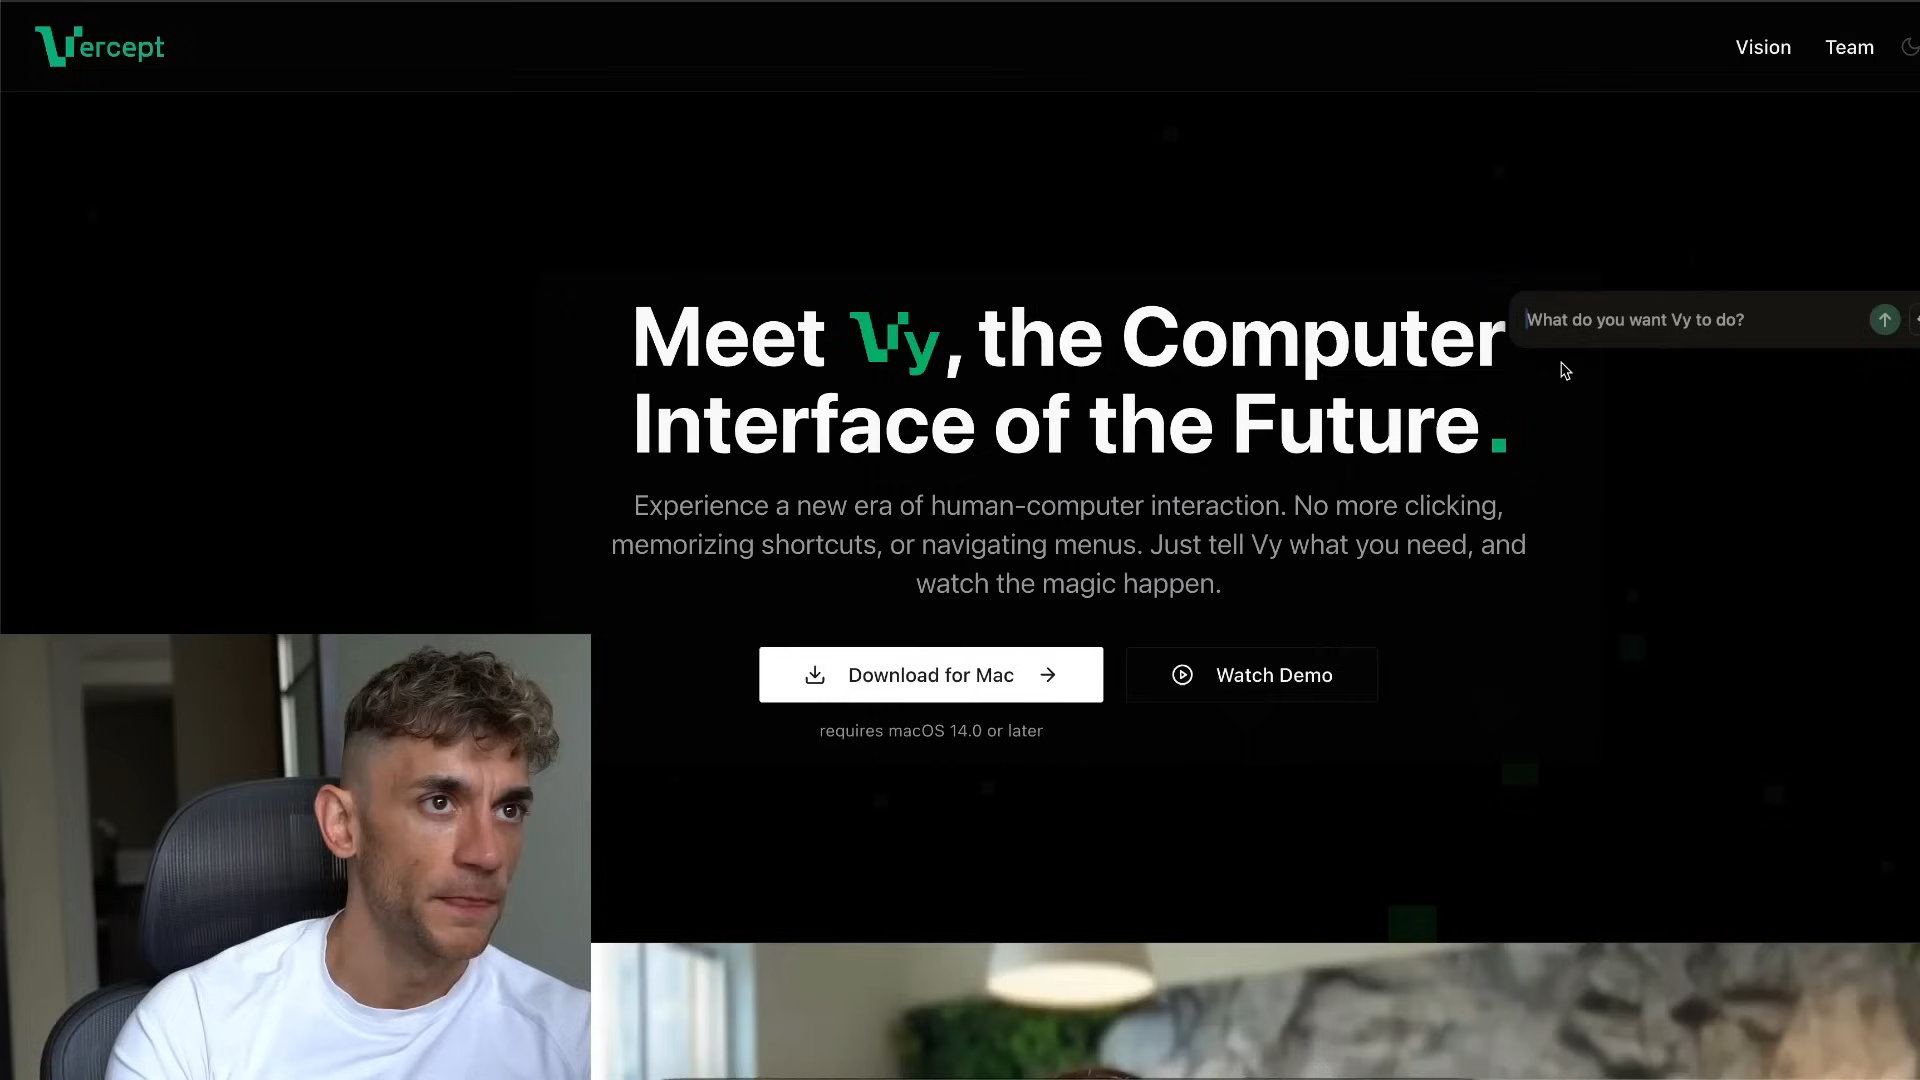 Vercept
Vision
Team
Meet Vy, the Computer
Interface of the Future.
What do you want Vy to do?
Experience a new era of human-computer interaction. No more clicking,
memorizing shortcuts, or navigating menus. Just tell Vy what you need, and
watch the magic happen.
Download for Mac
Watch Demo
requires macOS 14.0 or later